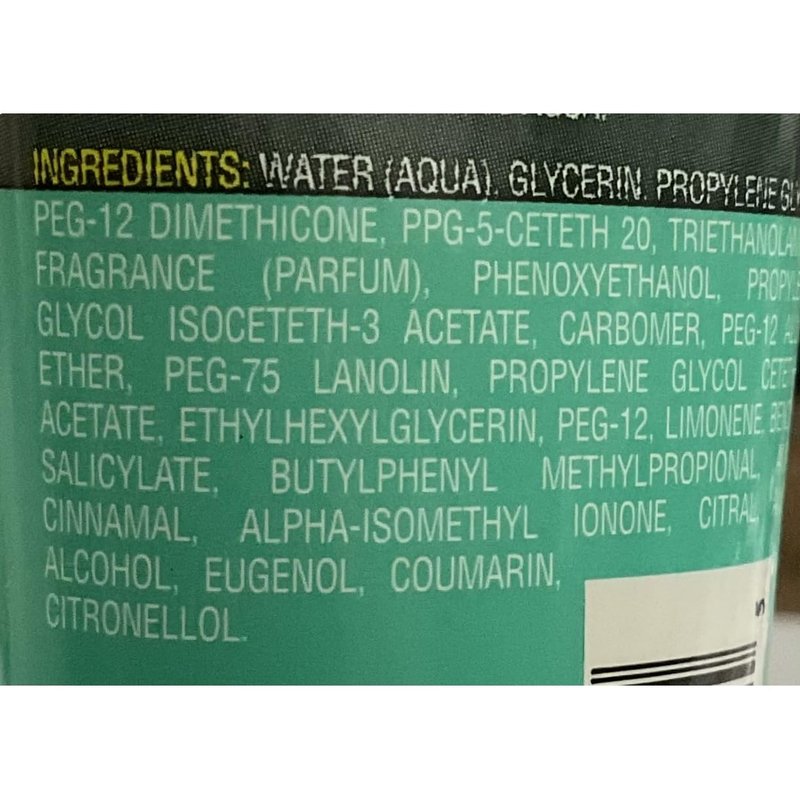 INGREDIENTS: WATER (AQUA), GLYCERIN, PROPYLENE
PEG-12 DIMETHICONE, PPG-5-CETETH 20,
FRAGRANCE (PARFUM), PHENOXYETHANOL,
GLYCOL ISOCETETH-3 ACETATE, CARBOMER, PEG-12
ETHER, PEG-75 LANOLIN, PROPYLENE GLYCOL
ACETATE, ETHYLHEXYLGLYCERIN, PEG-12, LIMONENE,
SALICYLATE, BUTYLPHENYL METHYLPROPIONAL,
CINNAMAL, ALPHA-ISOMETHYL IONONE, CITRAL,
ALCOHOL, EUGENOL, COUMARIN,
CITRONELLOL.